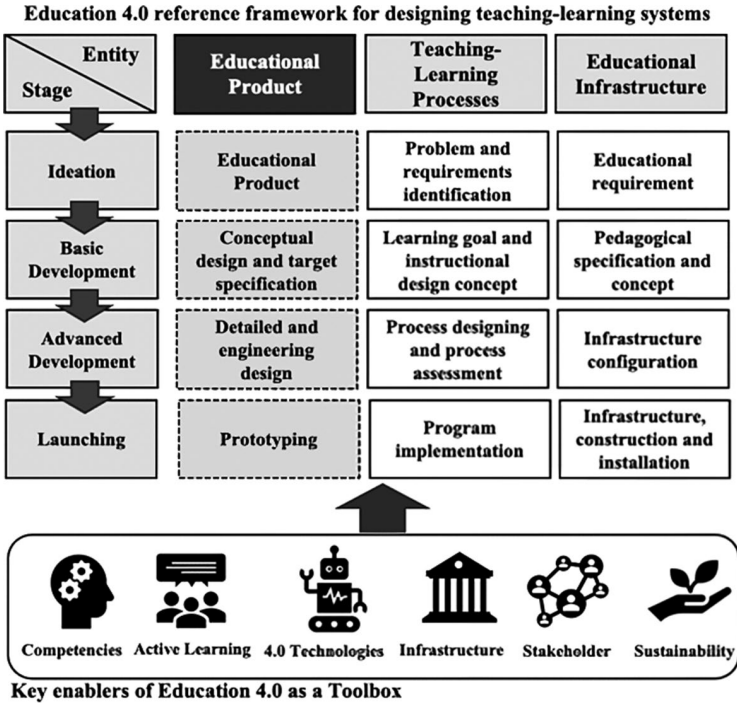 Education 4.0 reference framework for designing teaching-learning systems
Entity
Stage
Educational
Product
Teaching-
Learning
Processes
Educational
Infrastructure
Ideation
Educational
Product
Problem and
requirements
identification
Educational
requirement
Basic
Development
Conceptual
design and target
specification
Learning goal and
instructional
design concept
Pedagogical
specification and
concept
Advanced
Development
Detailed and
engineering
design
Process designing
and process
assessment
Infrastructure
configuration
Launching
Prototyping
Program
implementation
Infrastructure,
construction and
installation
Competencies
Active Learning
4.0 Technologies
Infrastructure
Stakeholder
Sustainability
Key enablers of Education 4.0 as a Toolbox